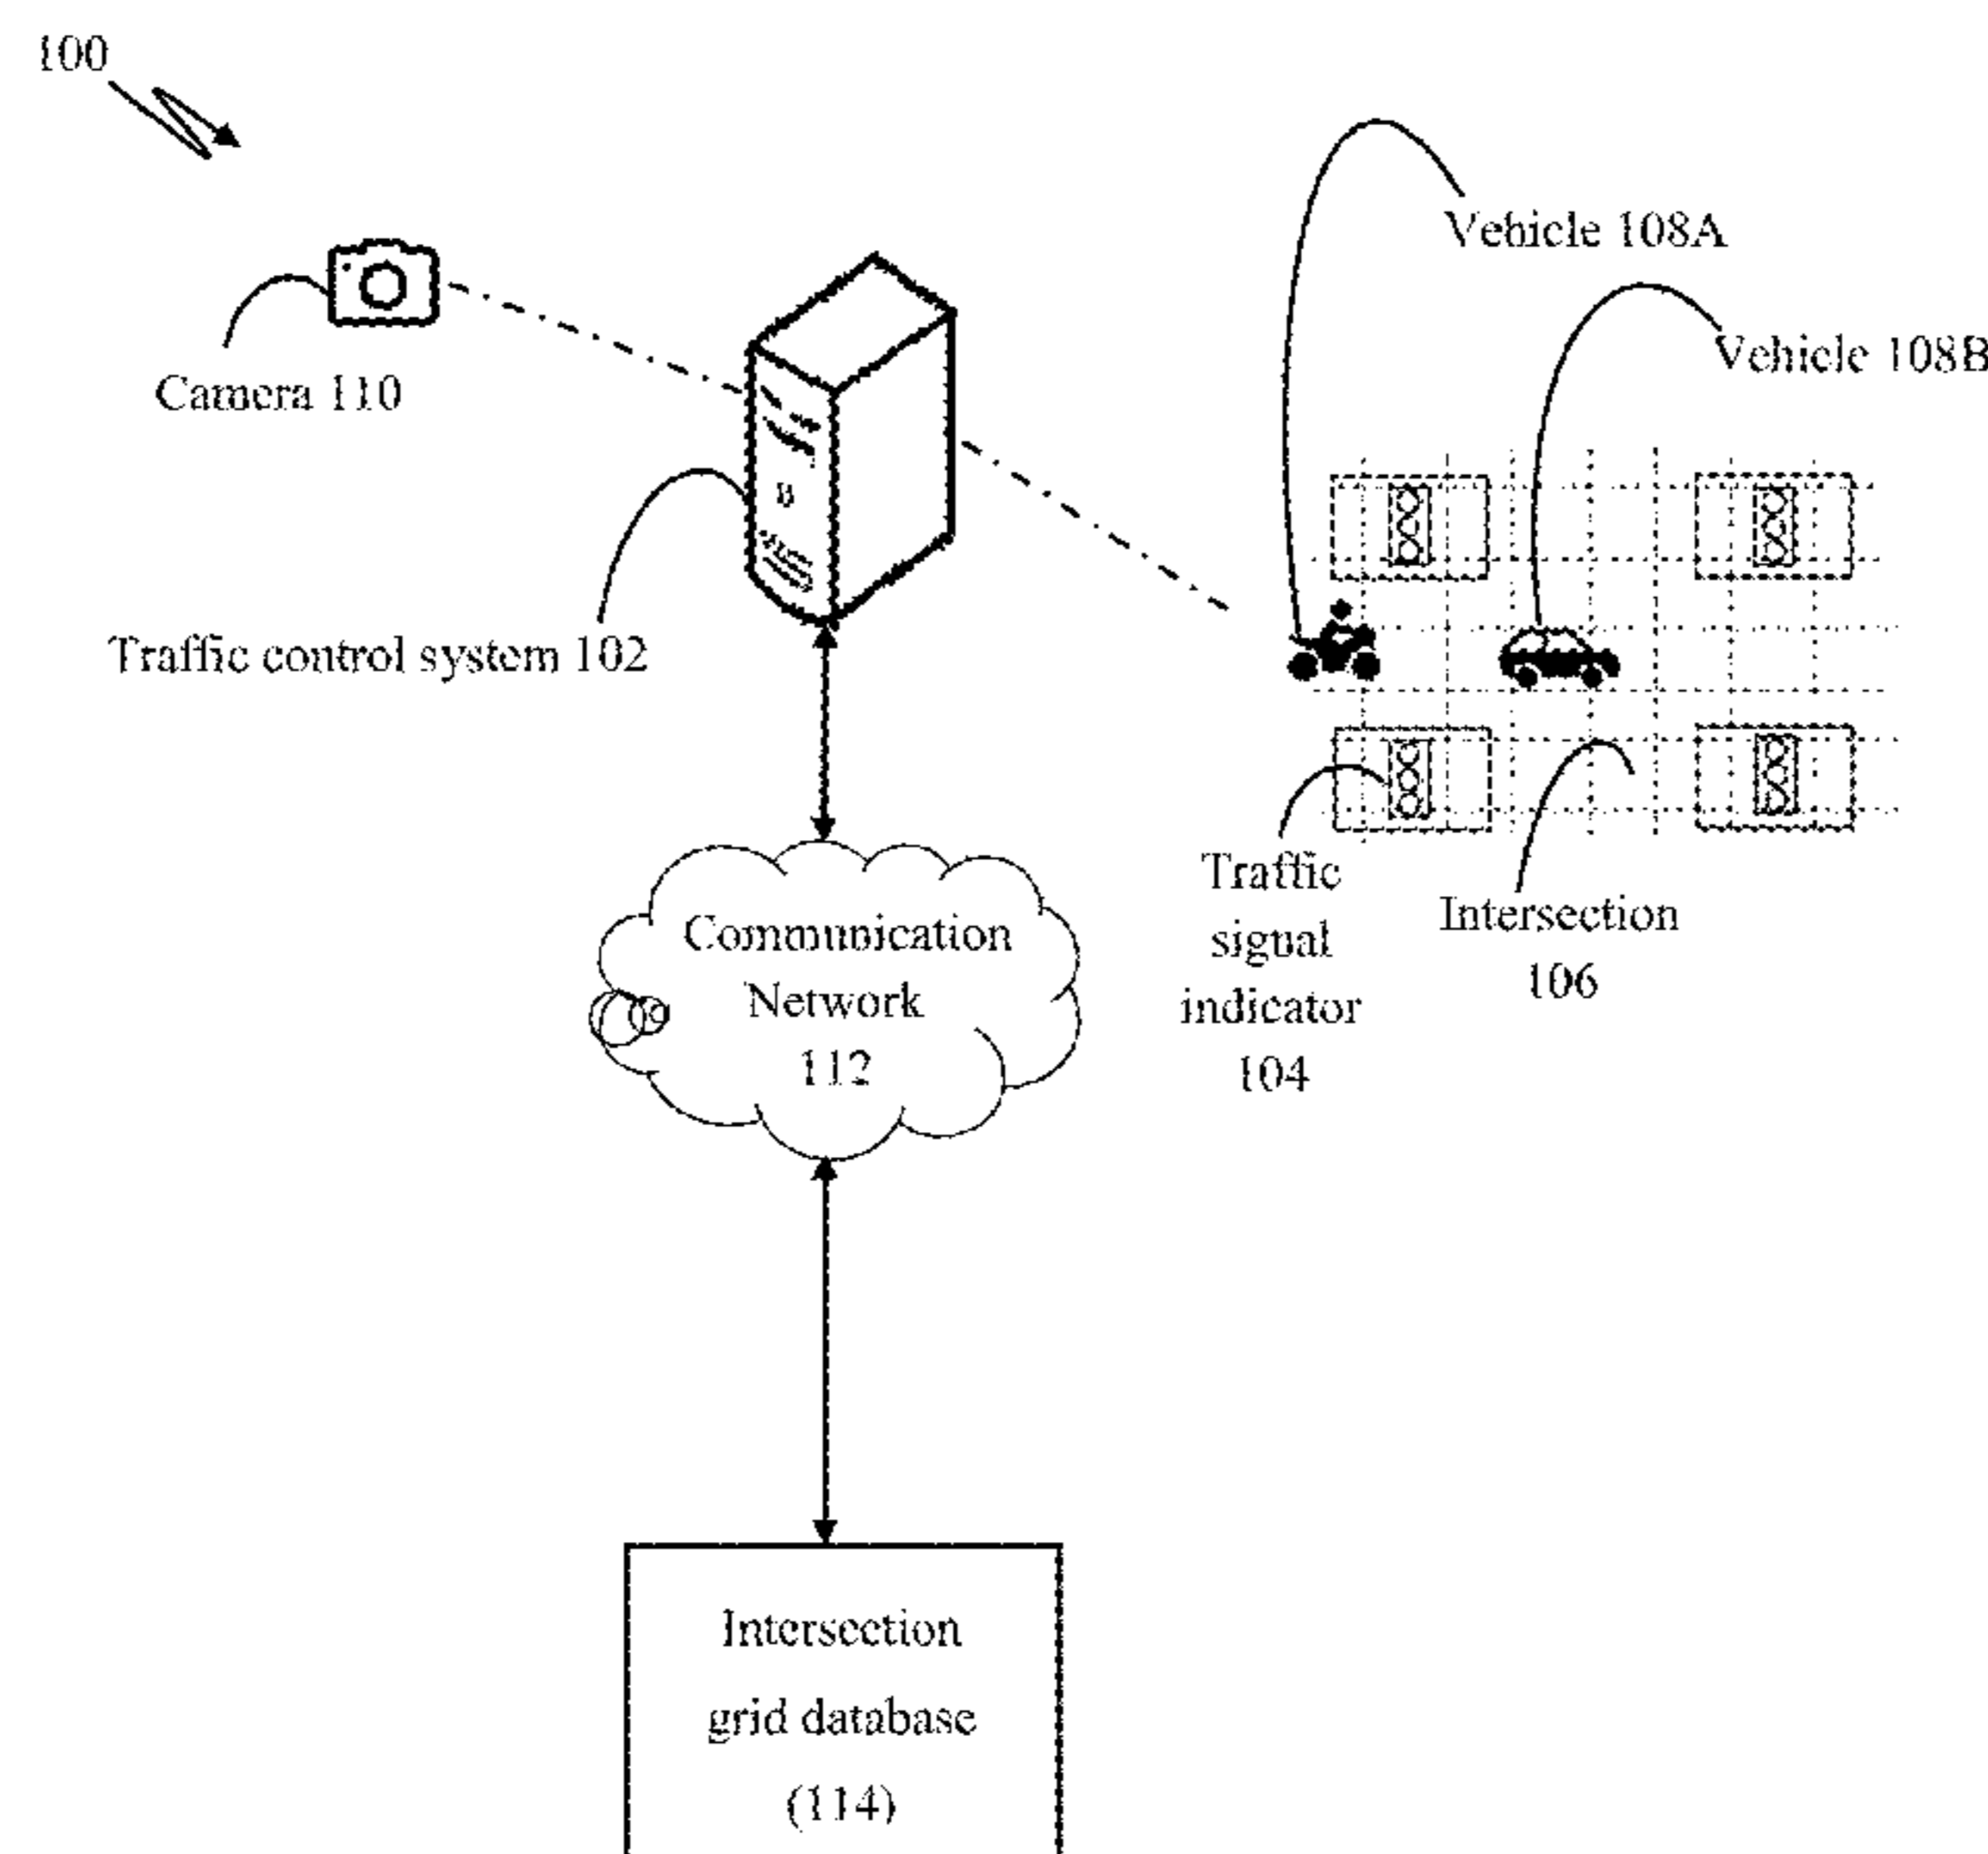 100
Vehicle 108A
Vehicle 108B
Camera 110
Traffic control system 102
Traffic
signal
indicator
104
Intersection
106
Communication
Network
112
Intersection
grid database
(114)